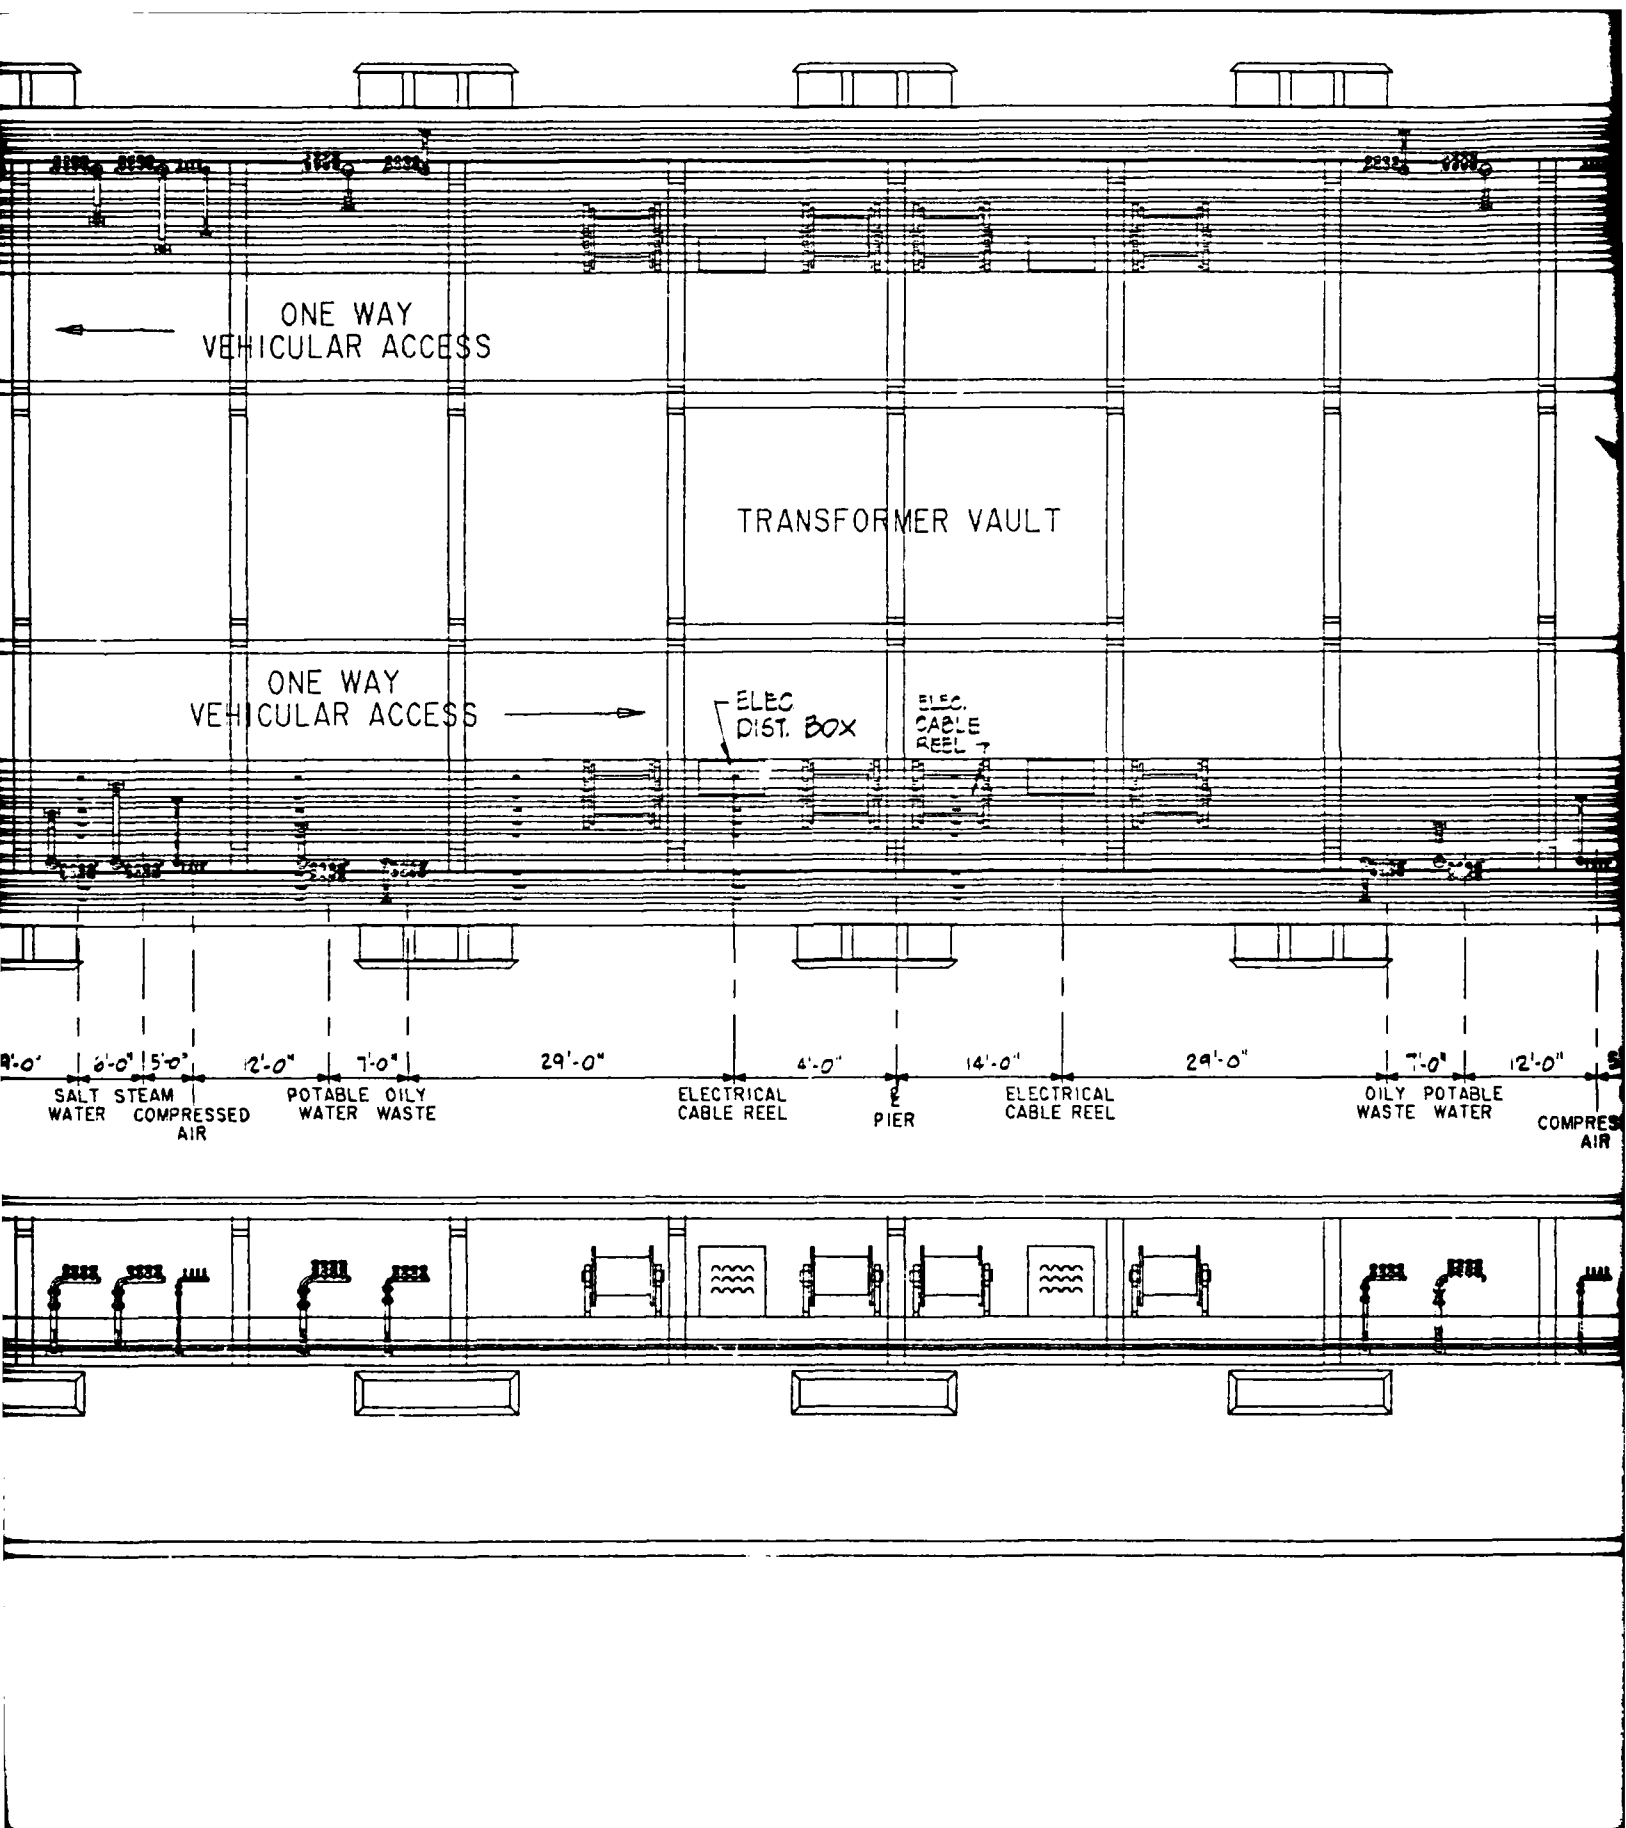 ONE WAY
VEHICULAR ACCESS
TRANSFORMER VAULT
ONE WAY
VEHICULAR ACCESS
ELEC.
DIST. BOX
ELEC.
CABLE
REEL
6'-0" 5'-0" 12'-0" 7'-0" 29'-0" 4'-0" 14'-0" 29'-0" 7'-0" 12'-0"
SALT WATER
STEAM
COMPRESSED AIR
POTABLE WATER
OILY WASTE
ELECTRICAL
CABLE REEL
PIER
ELECTRICAL
CABLE REEL
OILY WASTE
POTABLE WATER
COMPRES
AIR